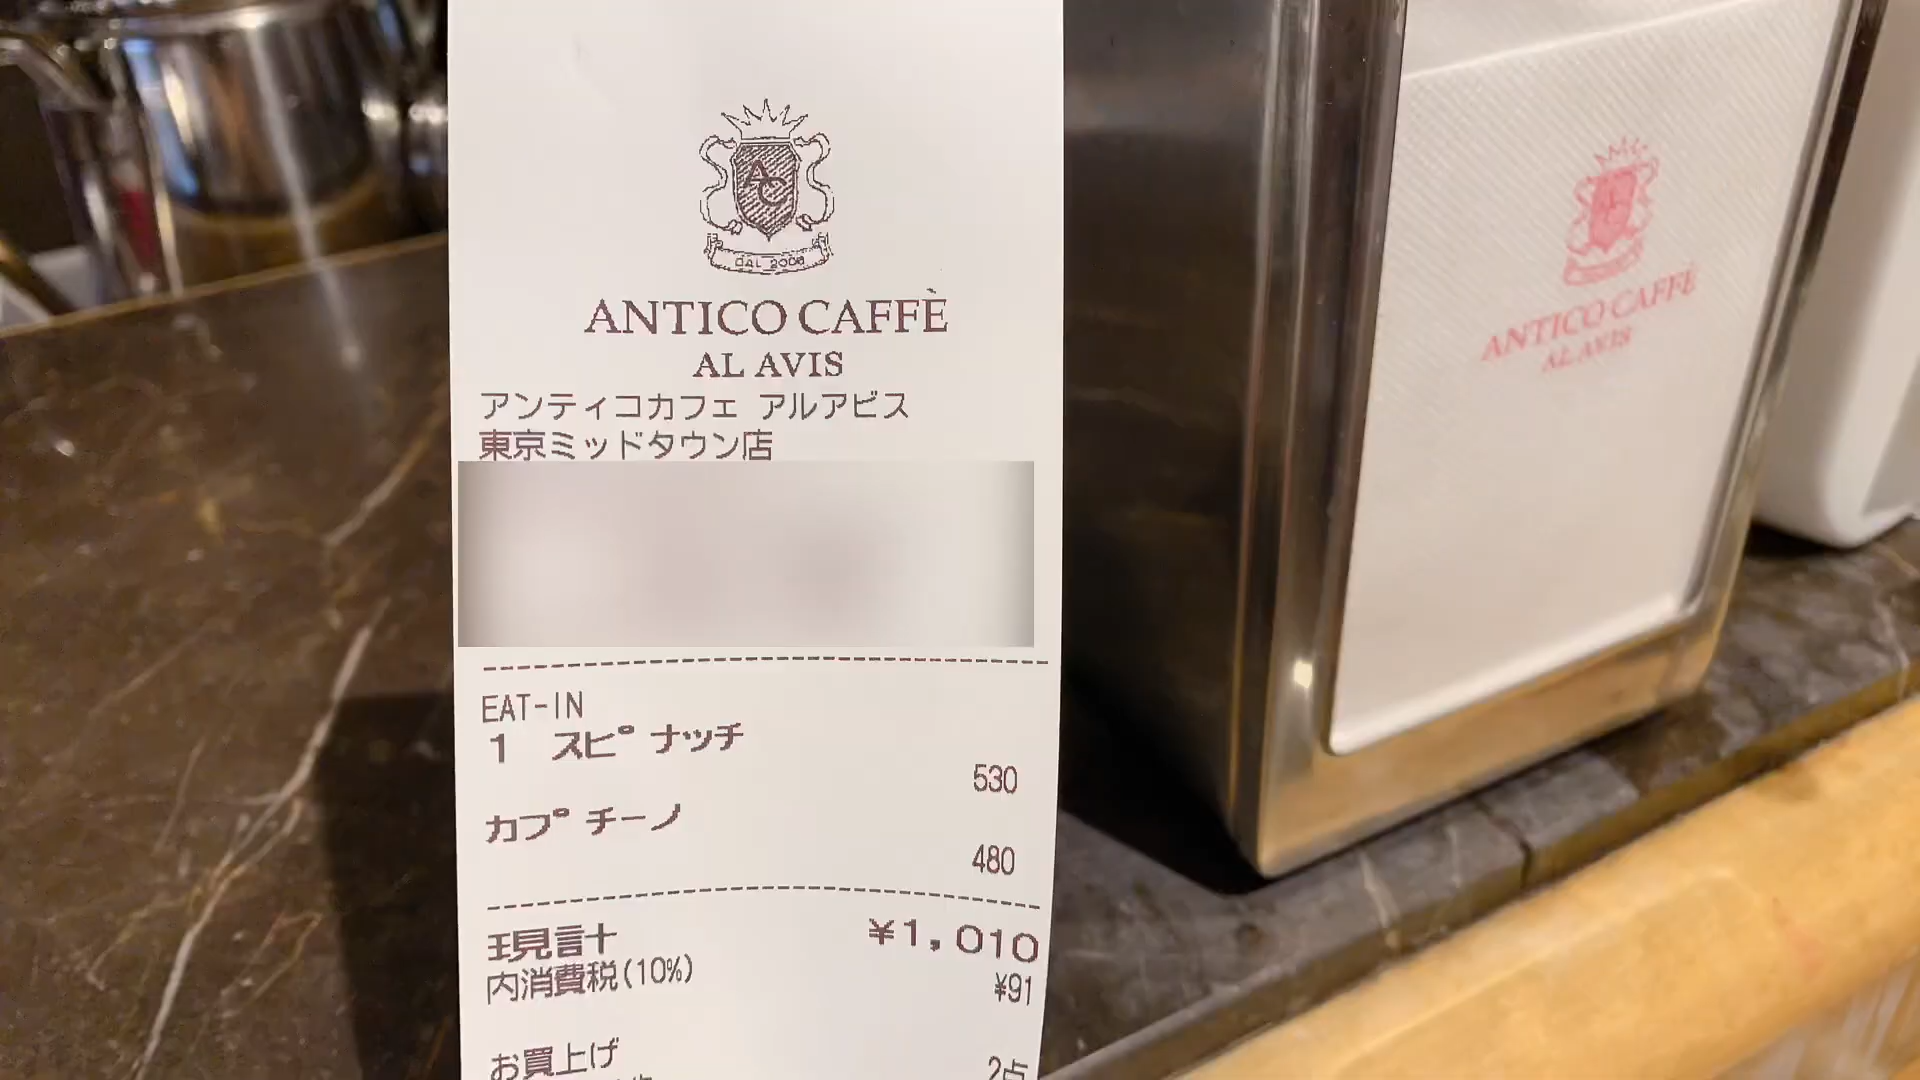 AC
DAL 2006
ANTICO CAFFÈ
AL AVIS
アンティコカフェ アルアビス
東京ミッドタウン店
EAT-IN
1 スピナッチ
530
カプチーノ
480
現計 ¥1,010
内消費税(10%) ¥91
お買上げ 2点
ANTICO CAFFÈ
AL AVIS